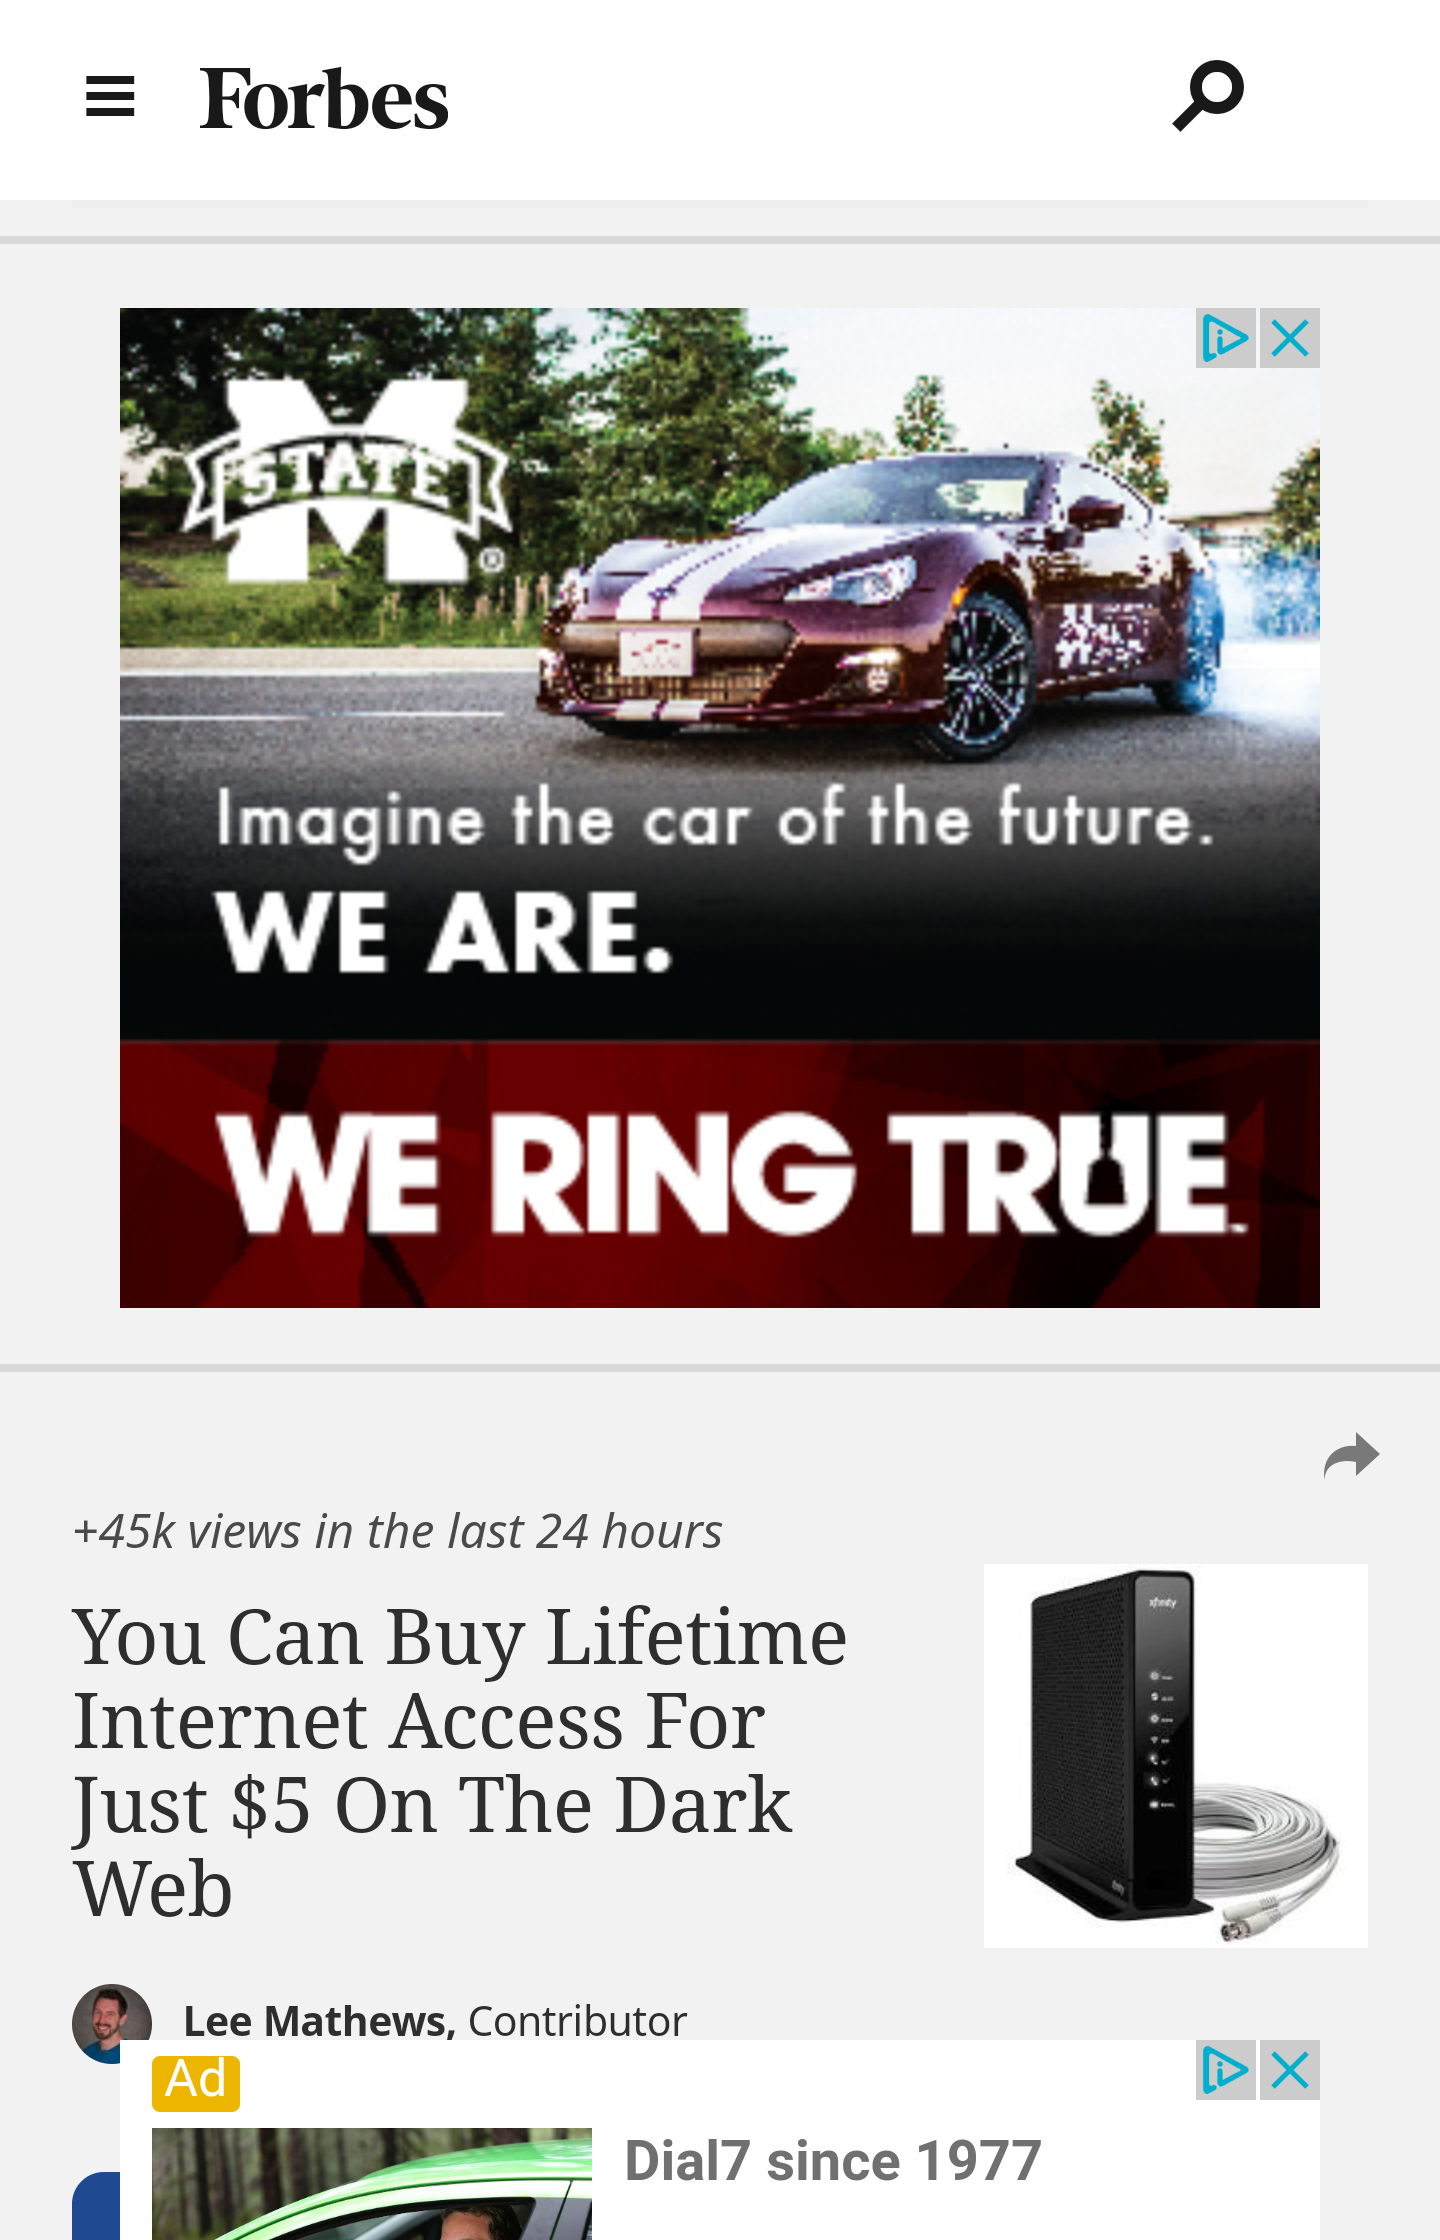 Forbes
STATE
®
Imagine the car of the future.
WE ARE.
WE RING TRUE™
+45k views in the last 24 hours
You Can Buy Lifetime
Internet Access For
Just $5 On The Dark
Web
xfinity
Lee Mathews, Contributor
Ad
Dial7 since 1977